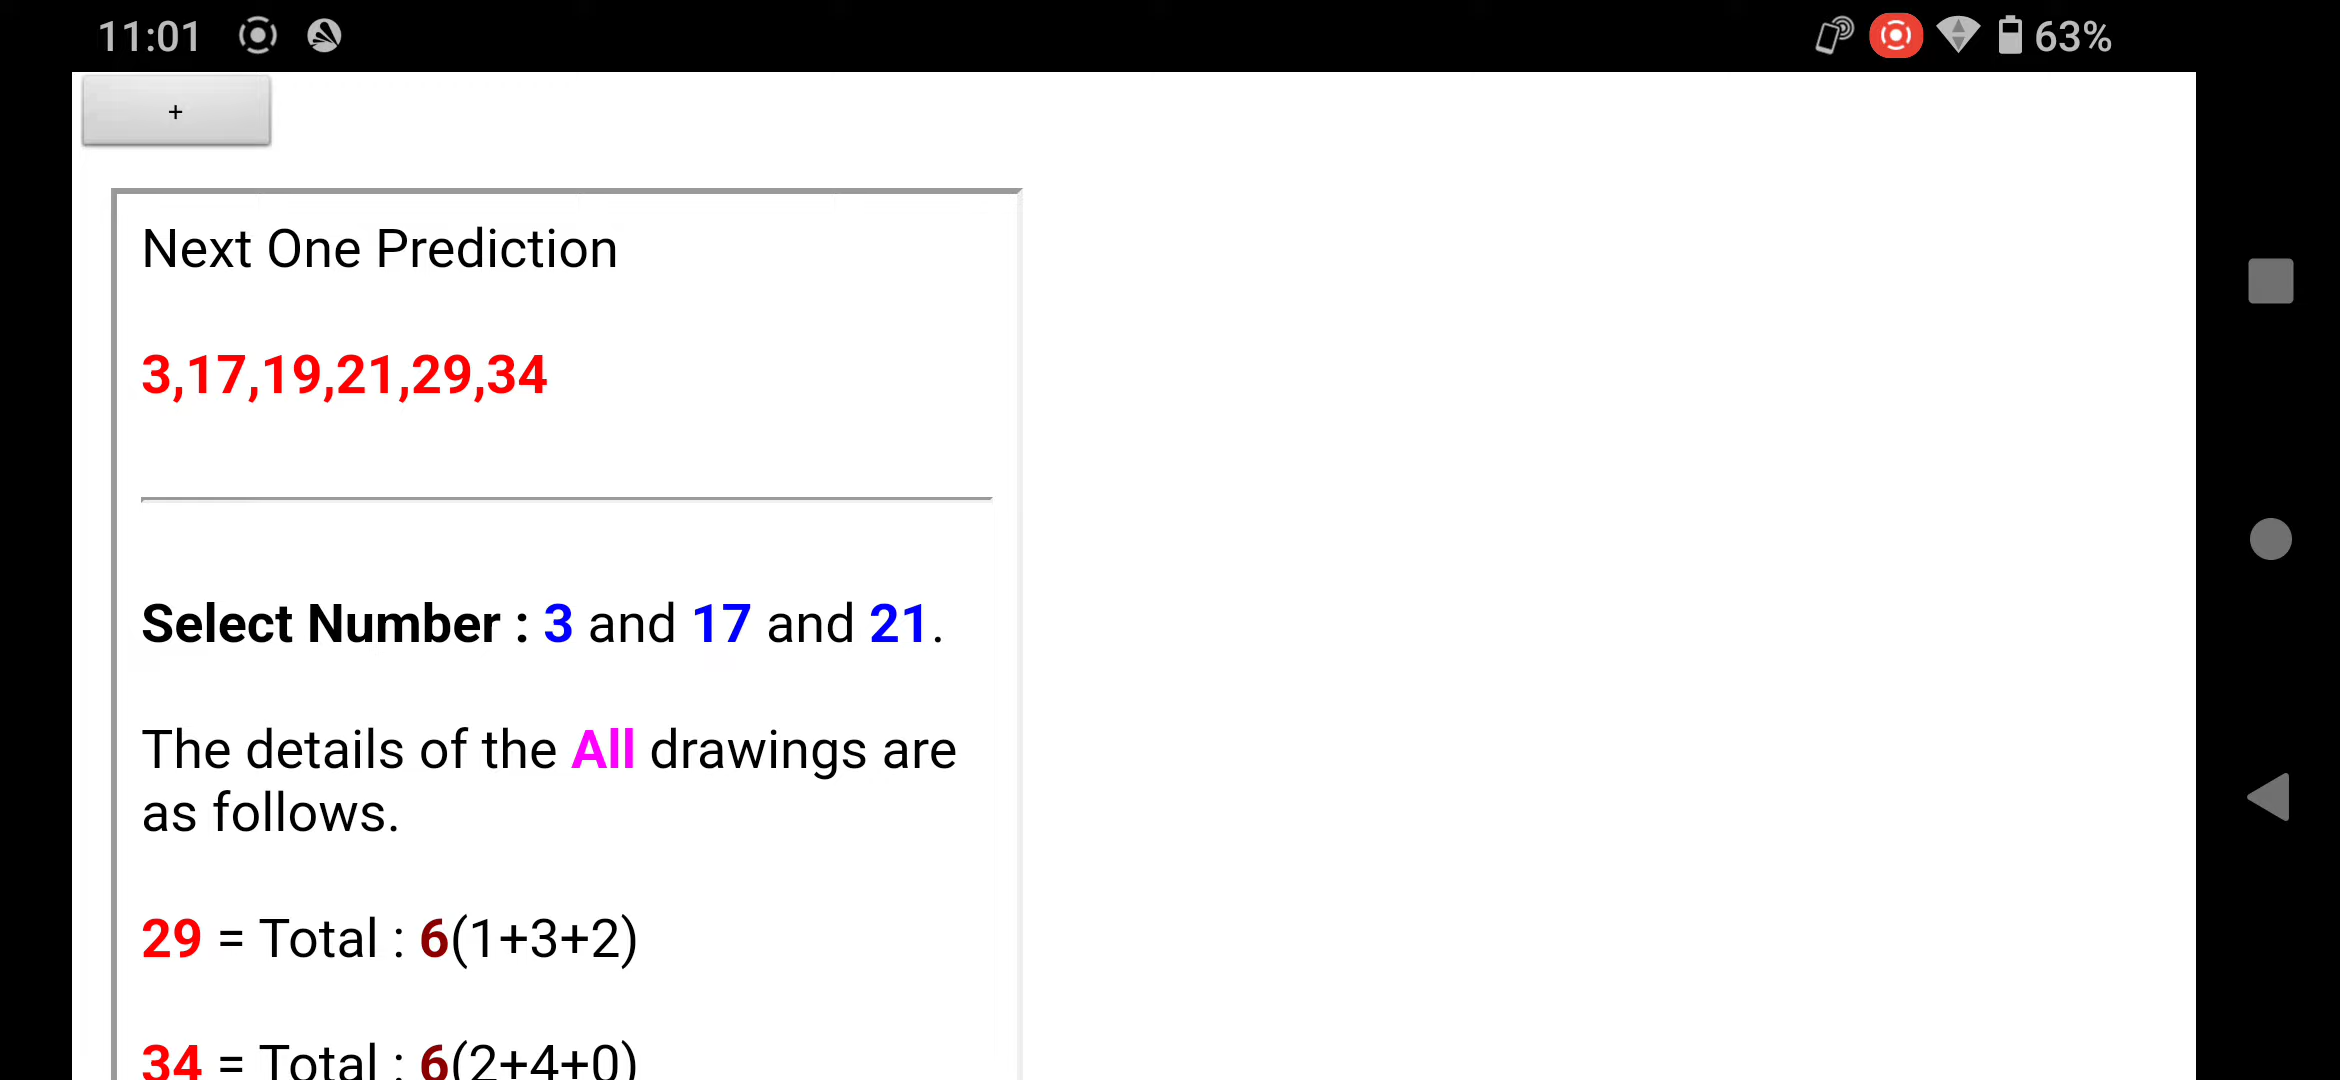 11:01
63%
+
Next One Prediction
3,17,19,21,29,34
Select Number : 3 and 17 and 21.
The details of the All drawings are
as follows.
29 = Total : 6(1+3+2)
34 = Total : 6(2+4+0)